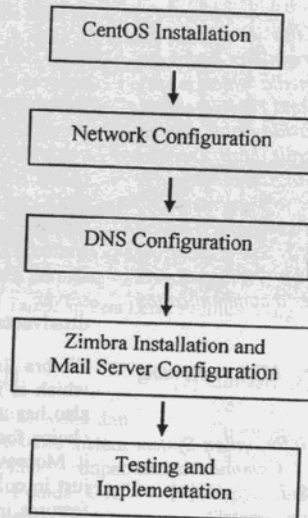 CentOS Installation
Network Configuration
DNS Configuration
Zimbra Installation and
Mail Server Configuration
Testing and
Implementation